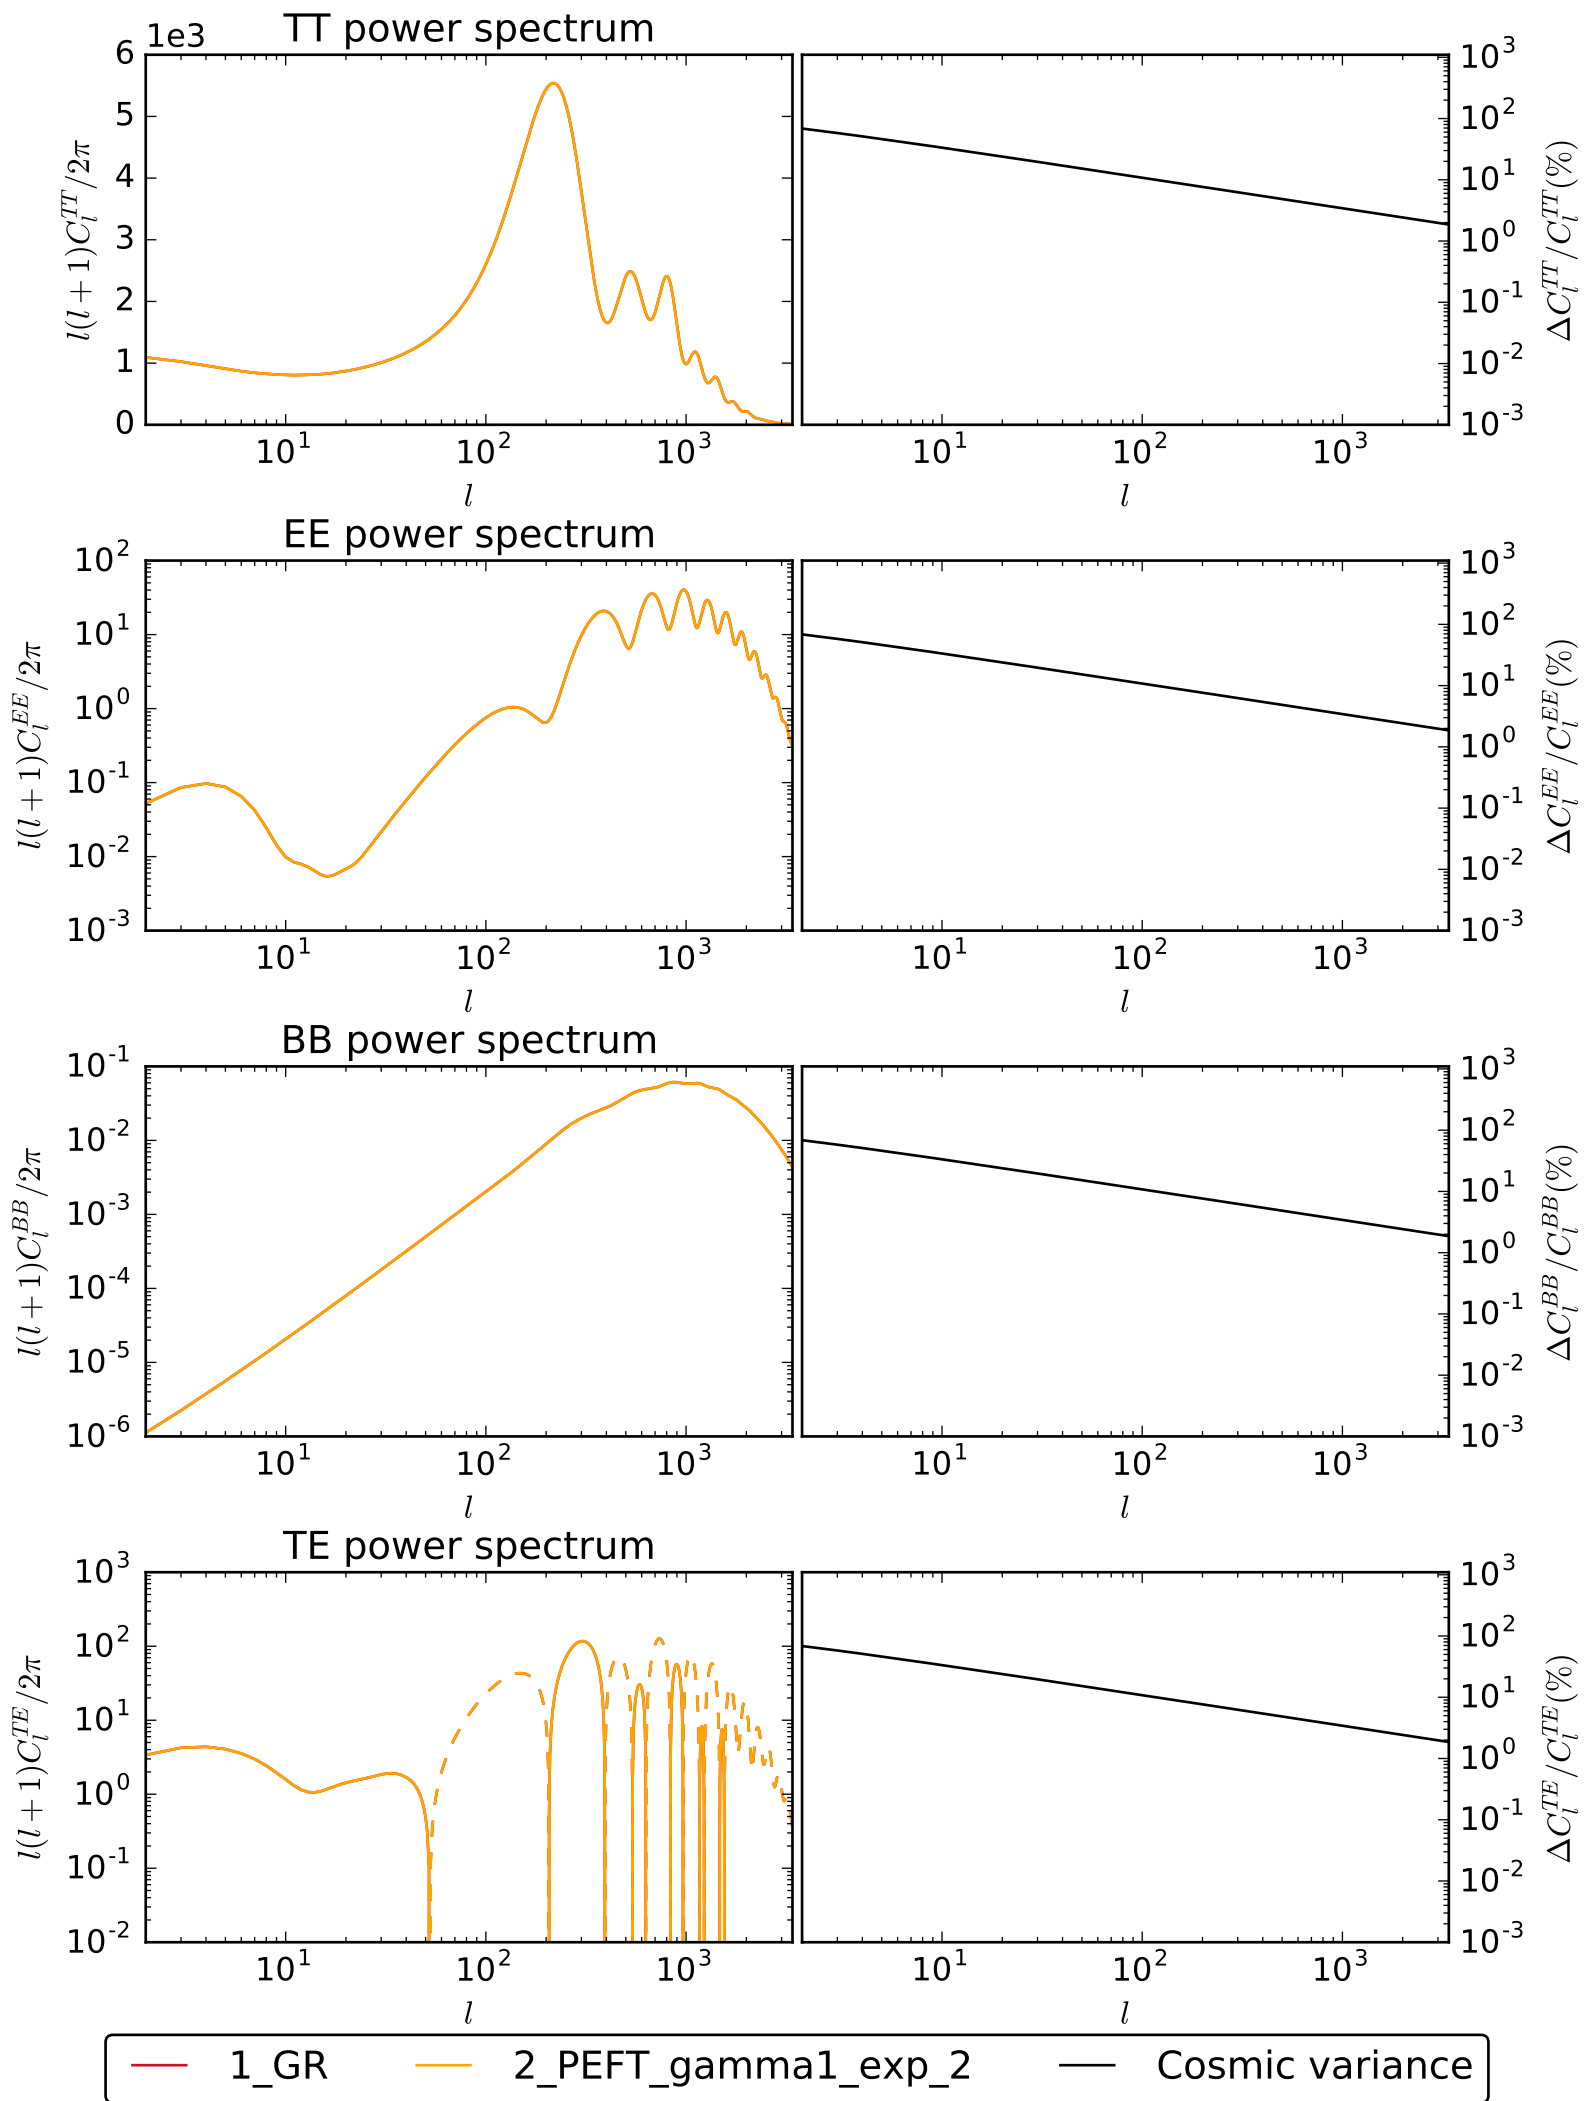 TT power spectrum
1e3
6
5
4
3
2
1
0
l(l+1)C_l^{TT}/2π
10^1 10^2 10^3
l
10^3
10^2
10^1
10^0
10^-1
10^-2
10^-3
ΔC_l^{TT}/C_l^{TT}(%)
10^1 10^2 10^3
l
EE power spectrum
10^2
10^1
10^0
10^-1
10^-2
10^-3
l(l+1)C_l^{EE}/2π
10^1 10^2 10^3
l
10^3
10^2
10^1
10^0
10^-1
10^-2
10^-3
ΔC_l^{EE}/C_l^{EE}(%)
10^1 10^2 10^3
l
BB power spectrum
10^-1
10^-2
10^-3
10^-4
10^-5
10^-6
l(l+1)C_l^{BB}/2π
10^1 10^2 10^3
l
10^3
10^2
10^1
10^0
10^-1
10^-2
10^-3
ΔC_l^{BB}/C_l^{BB}(%)
10^1 10^2 10^3
l
TE power spectrum
10^3
10^2
10^1
10^0
10^-1
10^-2
l(l+1)C_l^{TE}/2π
10^1 10^2 10^3
l
10^3
10^2
10^1
10^0
10^-1
10^-2
10^-3
ΔC_l^{TE}/C_l^{TE}(%)
10^1 10^2 10^3
l
1_GR 2_PEFT_gamma1_exp_2 Cosmic variance